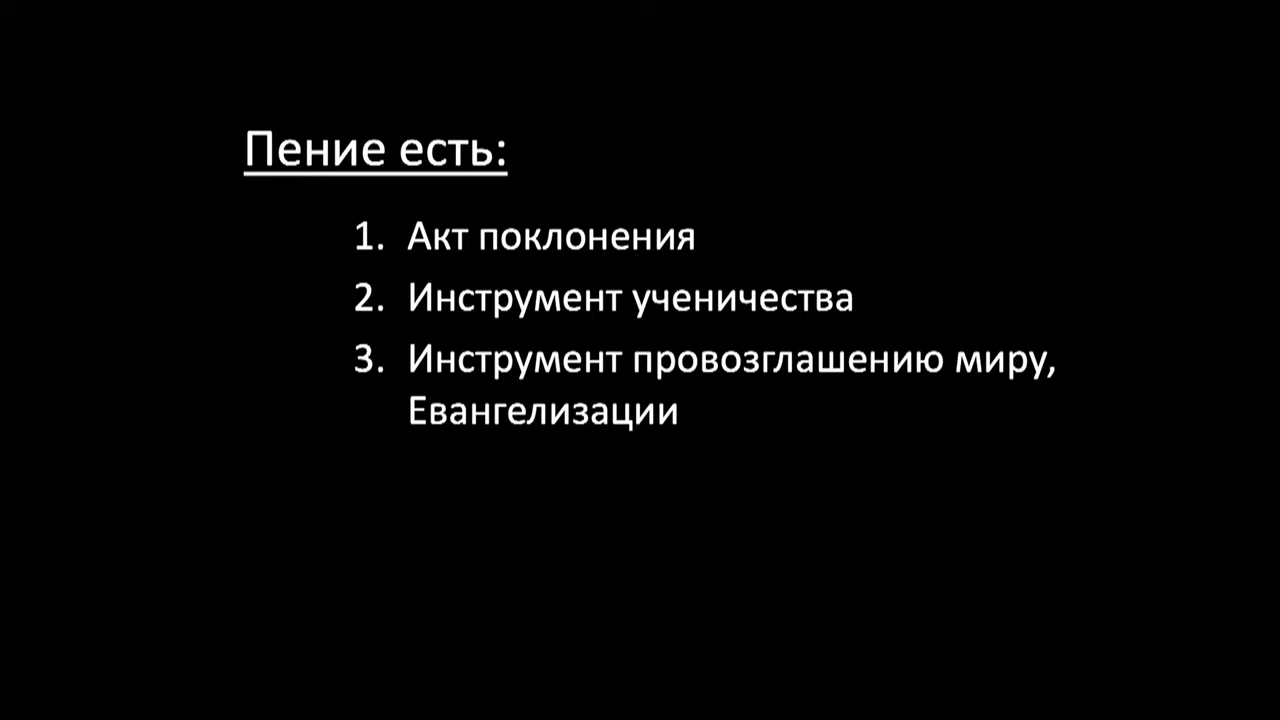 Пение есть:
1. Акт поклонения
2. Инструмент ученичества
3. Инструмент провозглашению миру,
Евангелизации